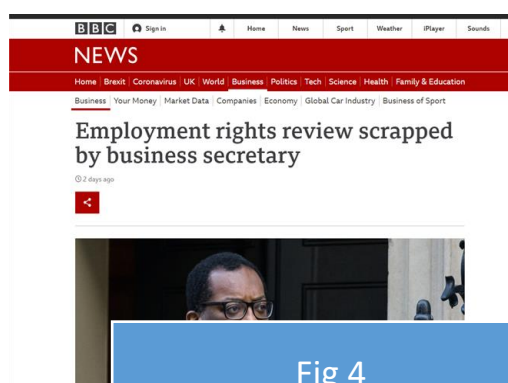 BBC Sign in Home News Sport Weather iPlayer Sounds
NEWS
Home Brexit Coronavirus UK World Business Politics Tech Science Health Family & Education
Business Your Money Market Data Companies Economy Global Car Industry Business of Sport
Employment rights review scrapped
by business secretary
2 days ago
Fig 4